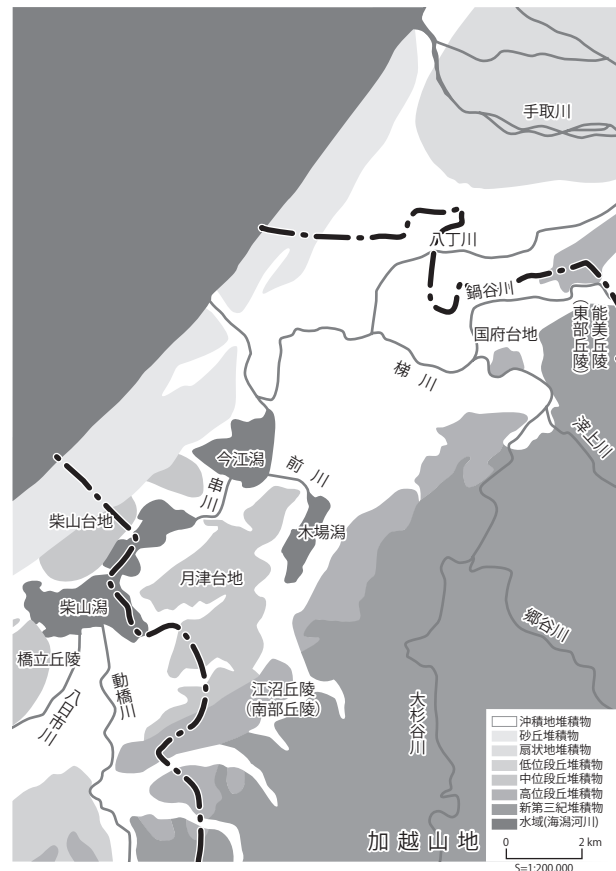 手取川
八丁川
鍋谷川
能美丘陵
(東部丘陵)
国府台地
梯川
滓上川
今江潟
前川
串川
木場潟
柴山台地
月津台地
柴山潟
郷谷川
橋立丘陵
動橋川
八日市川
江沼丘陵
(南部丘陵)
大杉谷川
加越山地
沖積地堆積物
砂丘堆積物
扇状地堆積物
低位段丘堆積物
中位段丘堆積物
高位段丘堆積物
新第三紀堆積物
水域(海潟河川)
0 2 km
S=1:200,000